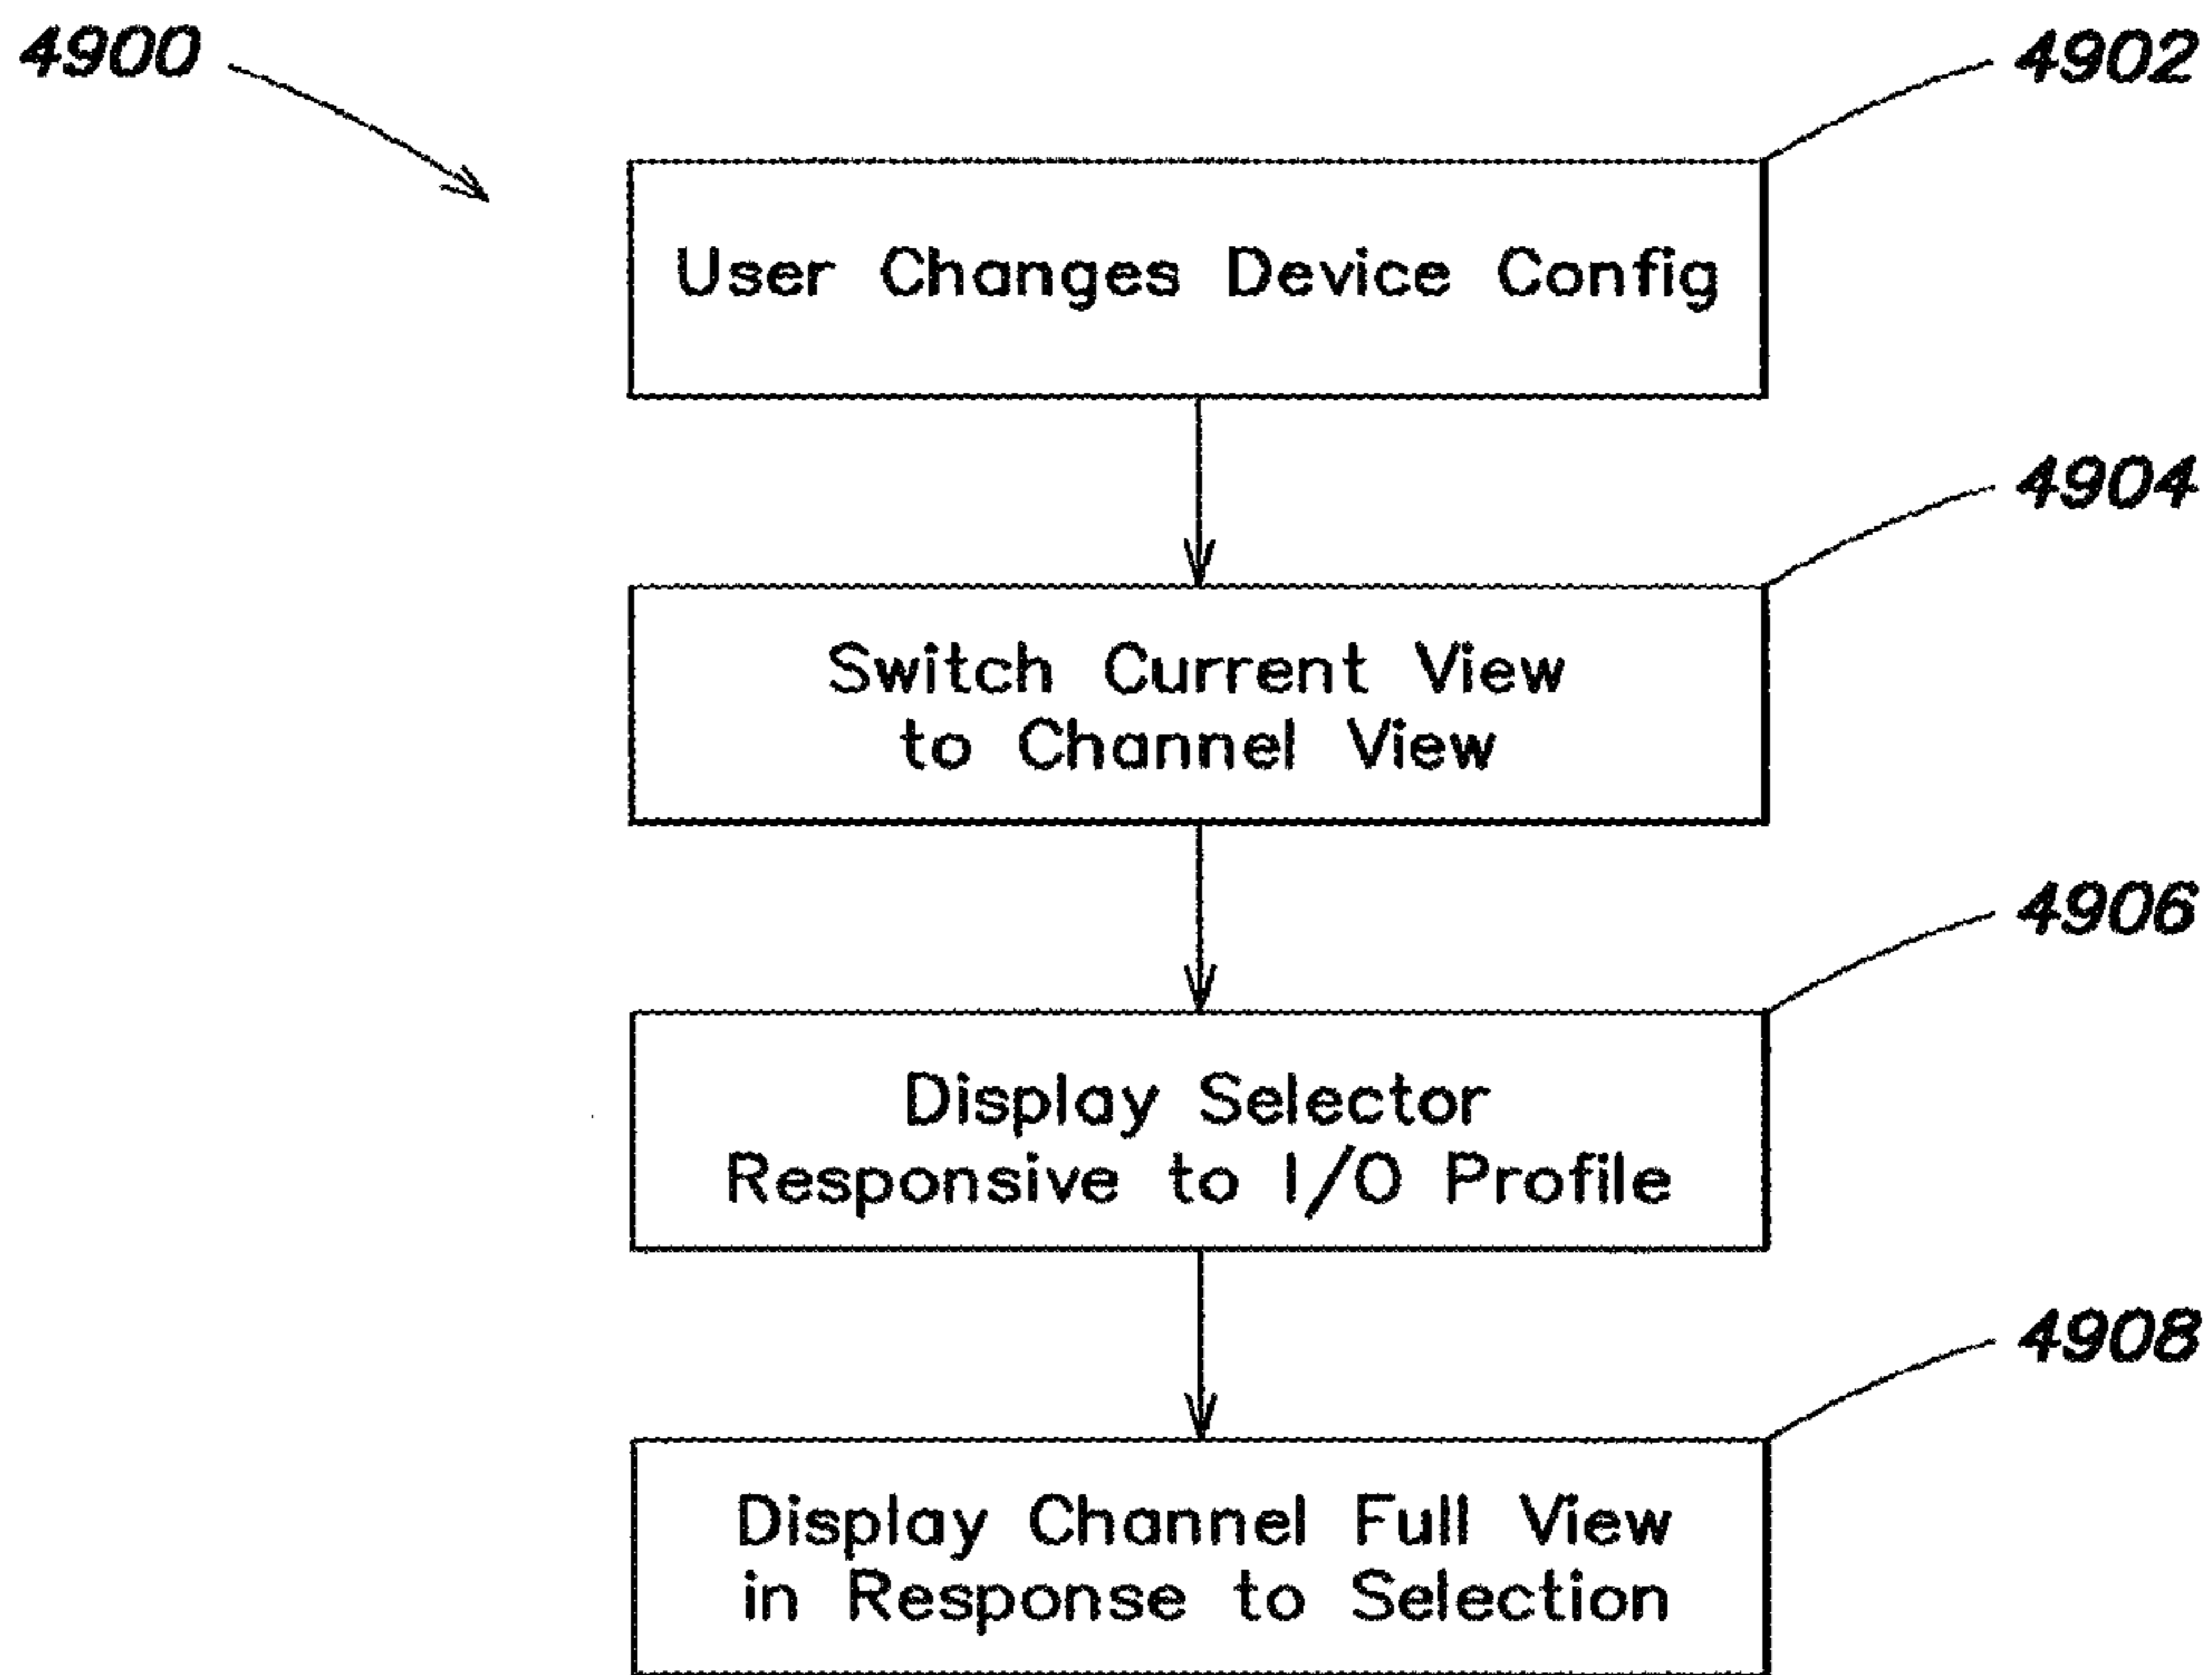 4900
4902
User Changes Device Config
4904
Switch Current View
to Channel View
4906
Display Selector
Responsive to I/O Profile
4908
Display Channel Full View
in Response to Selection